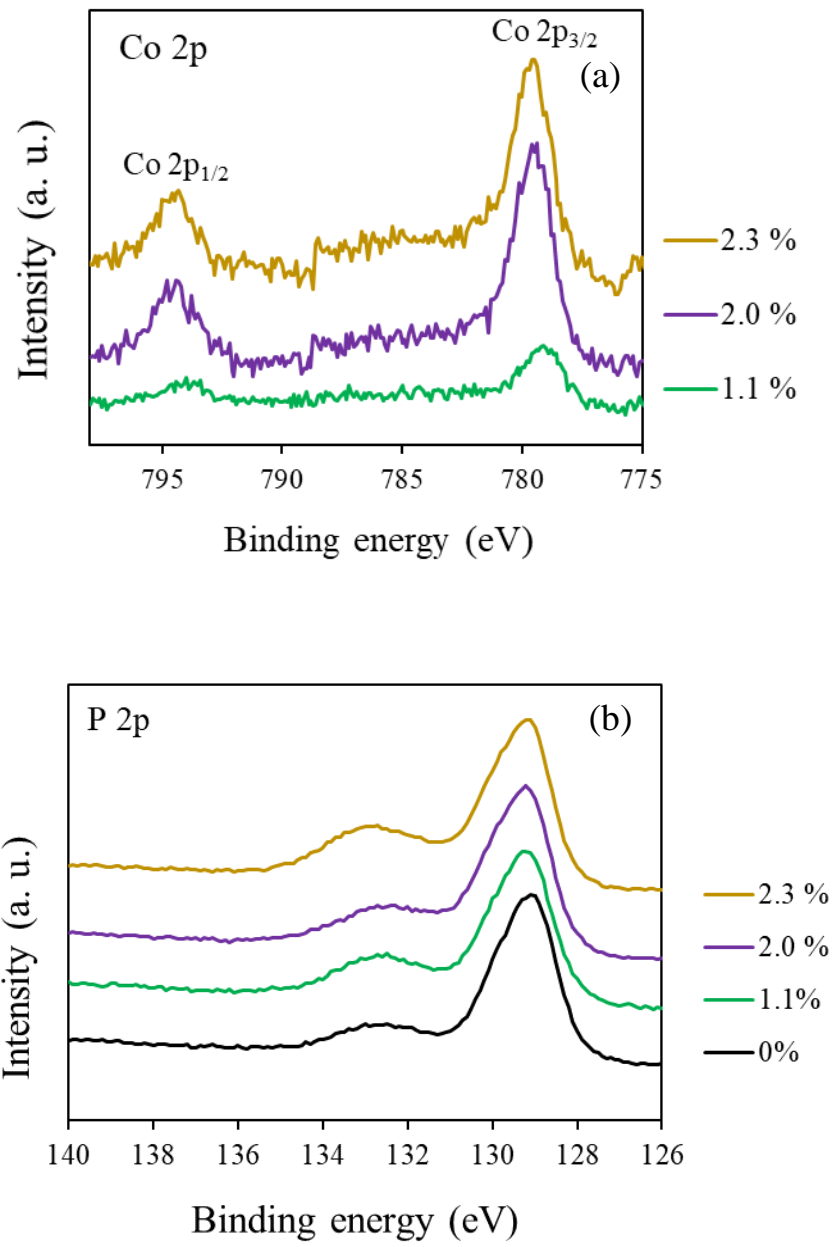 Co 2p
Co 2p3/2
(a)
Co 2p1/2
Intensity (a. u.)
2.3 %
2.0 %
1.1 %
795 790 785 780 775
Binding energy (eV)
P 2p
(b)
Intensity (a. u.)
2.3 %
2.0 %
1.1%
0%
140 138 136 134 132 130 128 126
Binding energy (eV)